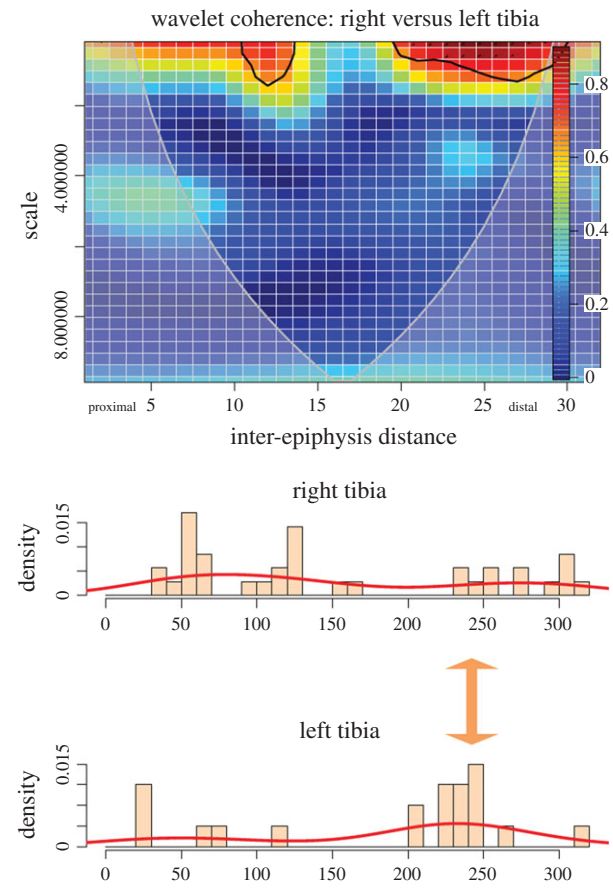 wavelet coherence: right versus left tibia
scale
4.000000
8.000000
0.8
0.6
0.4
0.2
0
proximal 5 10 15 20 25 distal 30
inter-epiphysis distance
right tibia
density
0.015
0
0 50 100 150 200 250 300
left tibia
density
0.015
0
0 50 100 150 200 250 300